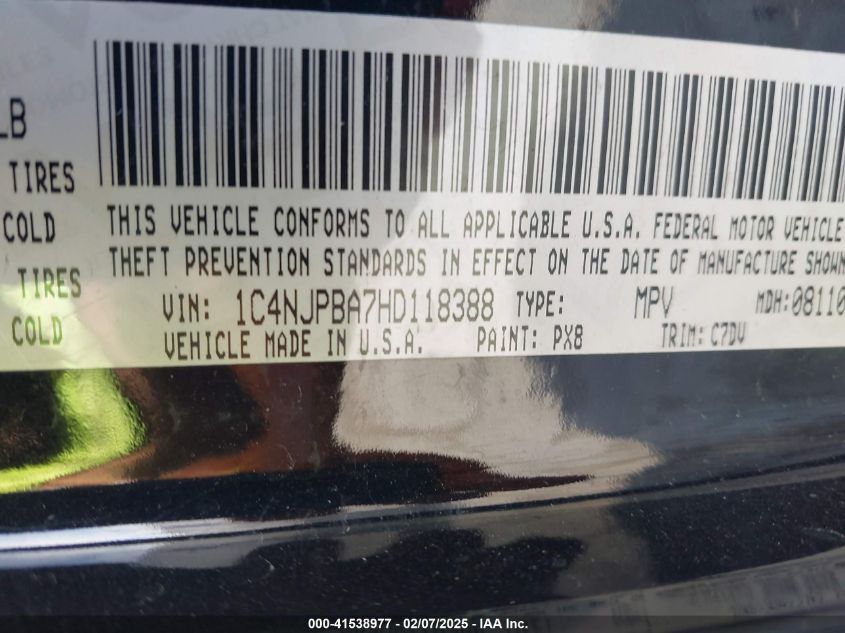 LB
TIRES
COLD
TIRES
COLD
THIS VEHICLE CONFORMS TO ALL APPLICABLE U.S.A. FEDERAL MOTOR VEHICLE
THEFT PREVENTION STANDARDS IN EFFECT ON THE DATE OF MANUFACTURE SHOWN
VIN: 1C4NJPBA7HD118388 TYPE: MPV MDH:08110
VEHICLE MADE IN U.S.A. PAINT: PX8 TRIM: C7DV
000-41538977 - 02/07/2025 - IAA Inc.